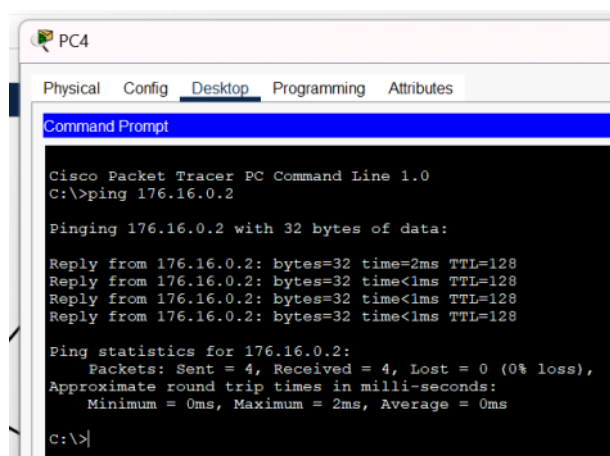 PC4
Physical Config Desktop Programming Attributes
Command Prompt
Cisco Packet Tracer PC Command Line 1.0
C:\>ping 176.16.0.2
Pinging 176.16.0.2 with 32 bytes of data:
Reply from 176.16.0.2: bytes=32 time=2ms TTL=128
Reply from 176.16.0.2: bytes=32 time<1ms TTL=128
Reply from 176.16.0.2: bytes=32 time<1ms TTL=128
Reply from 176.16.0.2: bytes=32 time<1ms TTL=128
Ping statistics for 176.16.0.2:
Packets: Sent = 4, Received = 4, Lost = 0 (0% loss),
Approximate round trip times in milli-seconds:
Minimum = 0ms, Maximum = 2ms, Average = 0ms
C:\>